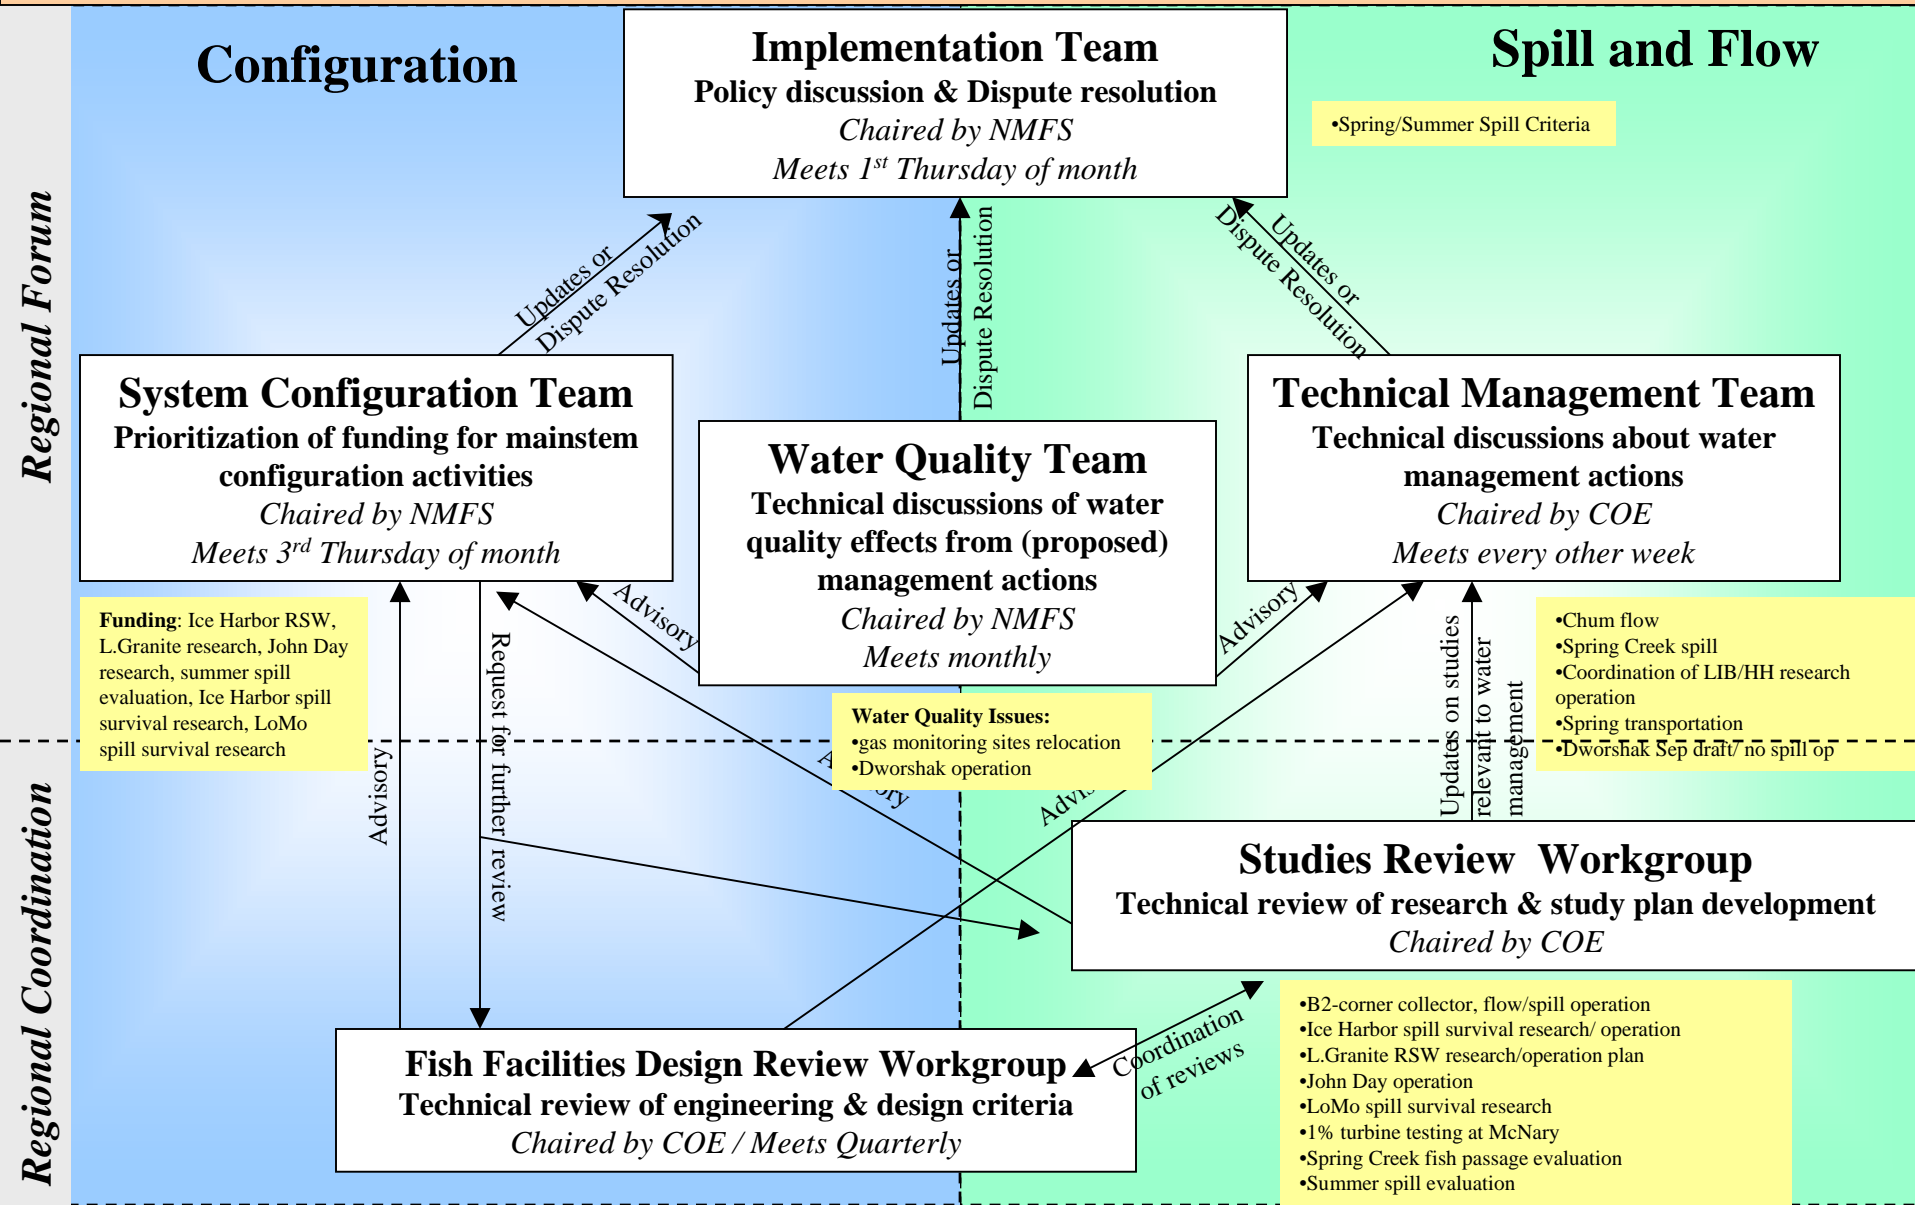 Configuration
Spill and Flow
Implementation Team
Policy discussion & Dispute resolution
Chaired by NMFS
Meets 1st Thursday of month
•Spring/Summer Spill Criteria
Regional Forum
Updates or
Dispute Resolution
Updates or
Dispute Resolution
Updates or
Dispute Resolution
System Configuration Team
Prioritization of funding for mainstem
configuration activities
Chaired by NMFS
Meets 3rd Thursday of month
Water Quality Team
Technical discussions of water
quality effects from (proposed)
management actions
Chaired by NMFS
Meets monthly
Technical Management Team
Technical discussions about water
management actions
Chaired by COE
Meets every other week
Funding: Ice Harbor RSW,
L.Granite research, John Day
research, summer spill
evaluation, Ice Harbor spill
survival research, LoMo
spill survival research
Advisory
Request for further review
Advisory
Advisory
Updates on studies
relevant to water
management
•Chum flow
•Spring Creek spill
•Coordination of LIB/HH research
operation
•Spring transportation
•Dworshak Sep draft/ no spill op
Water Quality Issues:
•gas monitoring sites relocation
•Dworshak operation
Regional Coordination
Studies Review Workgroup
Technical review of research & study plan development
Chaired by COE
Fish Facilities Design Review Workgroup
Technical review of engineering & design criteria
Chaired by COE / Meets Quarterly
Coordination
of reviews
•B2-corner collector, flow/spill operation
•Ice Harbor spill survival research/ operation
•L.Granite RSW research/operation plan
•John Day operation
•LoMo spill survival research
•1% turbine testing at McNary
•Spring Creek fish passage evaluation
•Summer spill evaluation